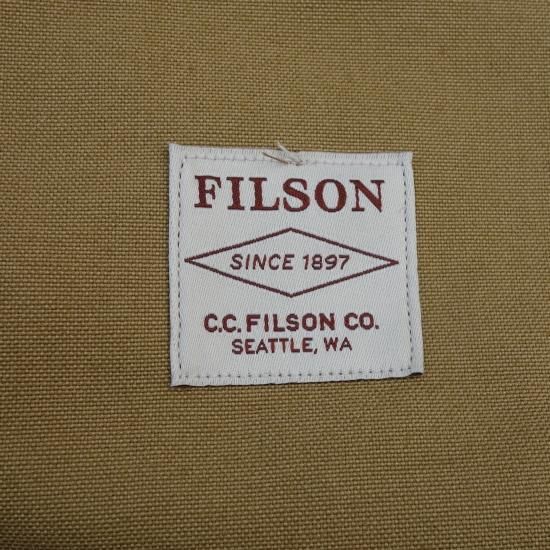 FILSON
SINCE 1897
C.C. FILSON CO.
SEATTLE, WA